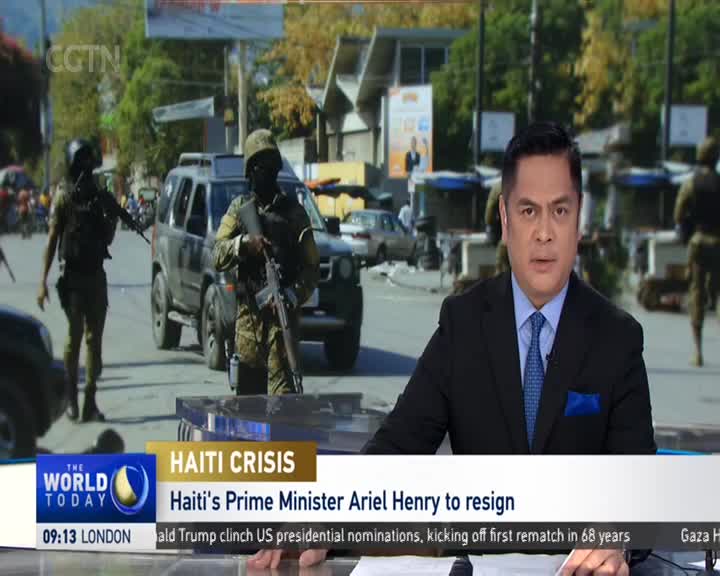 CGTN
HAITI CRISIS
THE WORLD TODAY
Haiti's Prime Minister Ariel Henry to resign
09:13 LONDON
ald Trump clinch US presidential nominations, kicking off first rematch in 68 years Gaza H